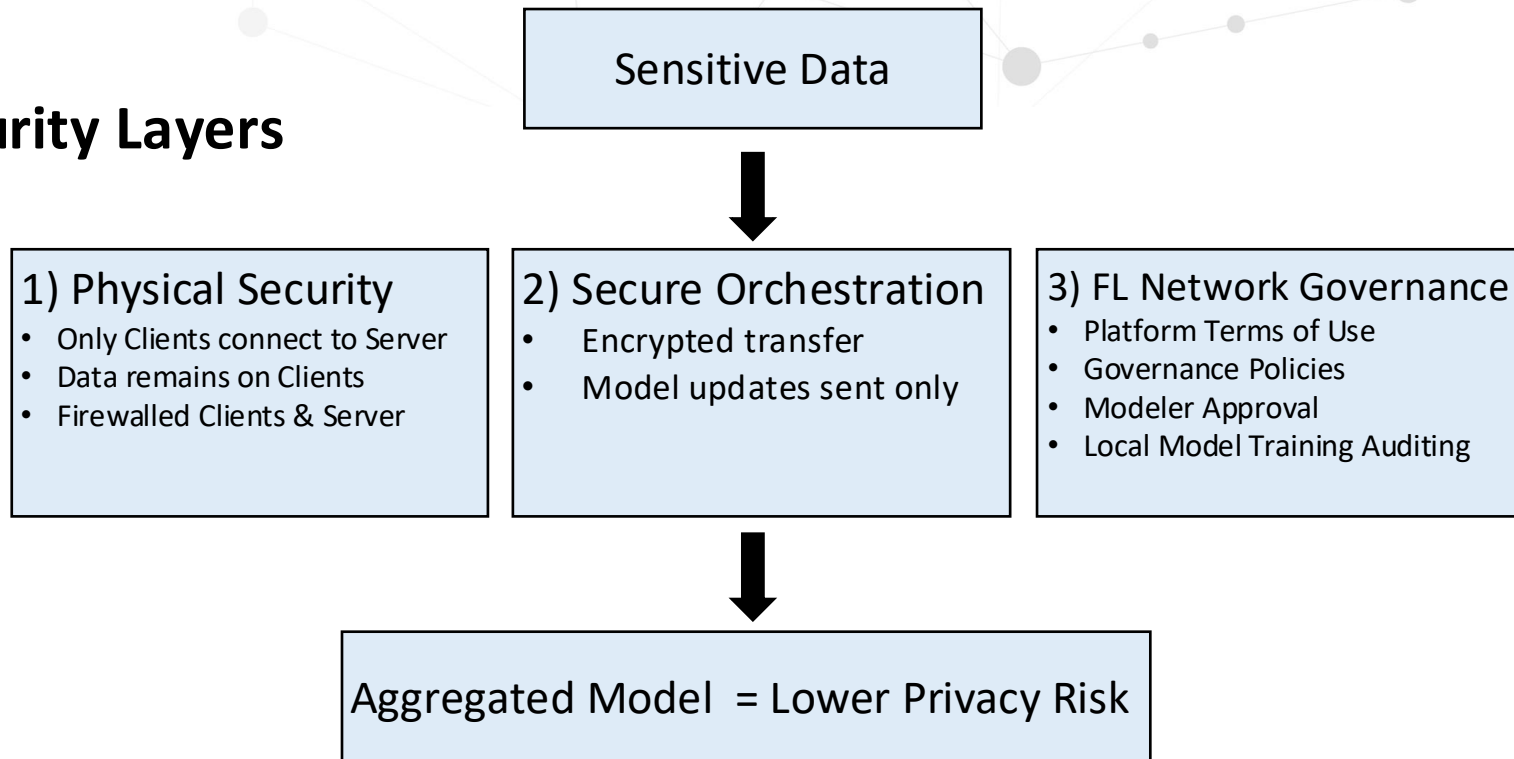 Sensitive Data
urity Layers
1) Physical Security
• Only Clients connect to Server
• Data remains on Clients
• Firewalled Clients & Server
2) Secure Orchestration
• Encrypted transfer
• Model updates sent only
3) FL Network Governance
• Platform Terms of Use
• Governance Policies
• Modeler Approval
• Local Model Training Auditing
Aggregated Model = Lower Privacy Risk